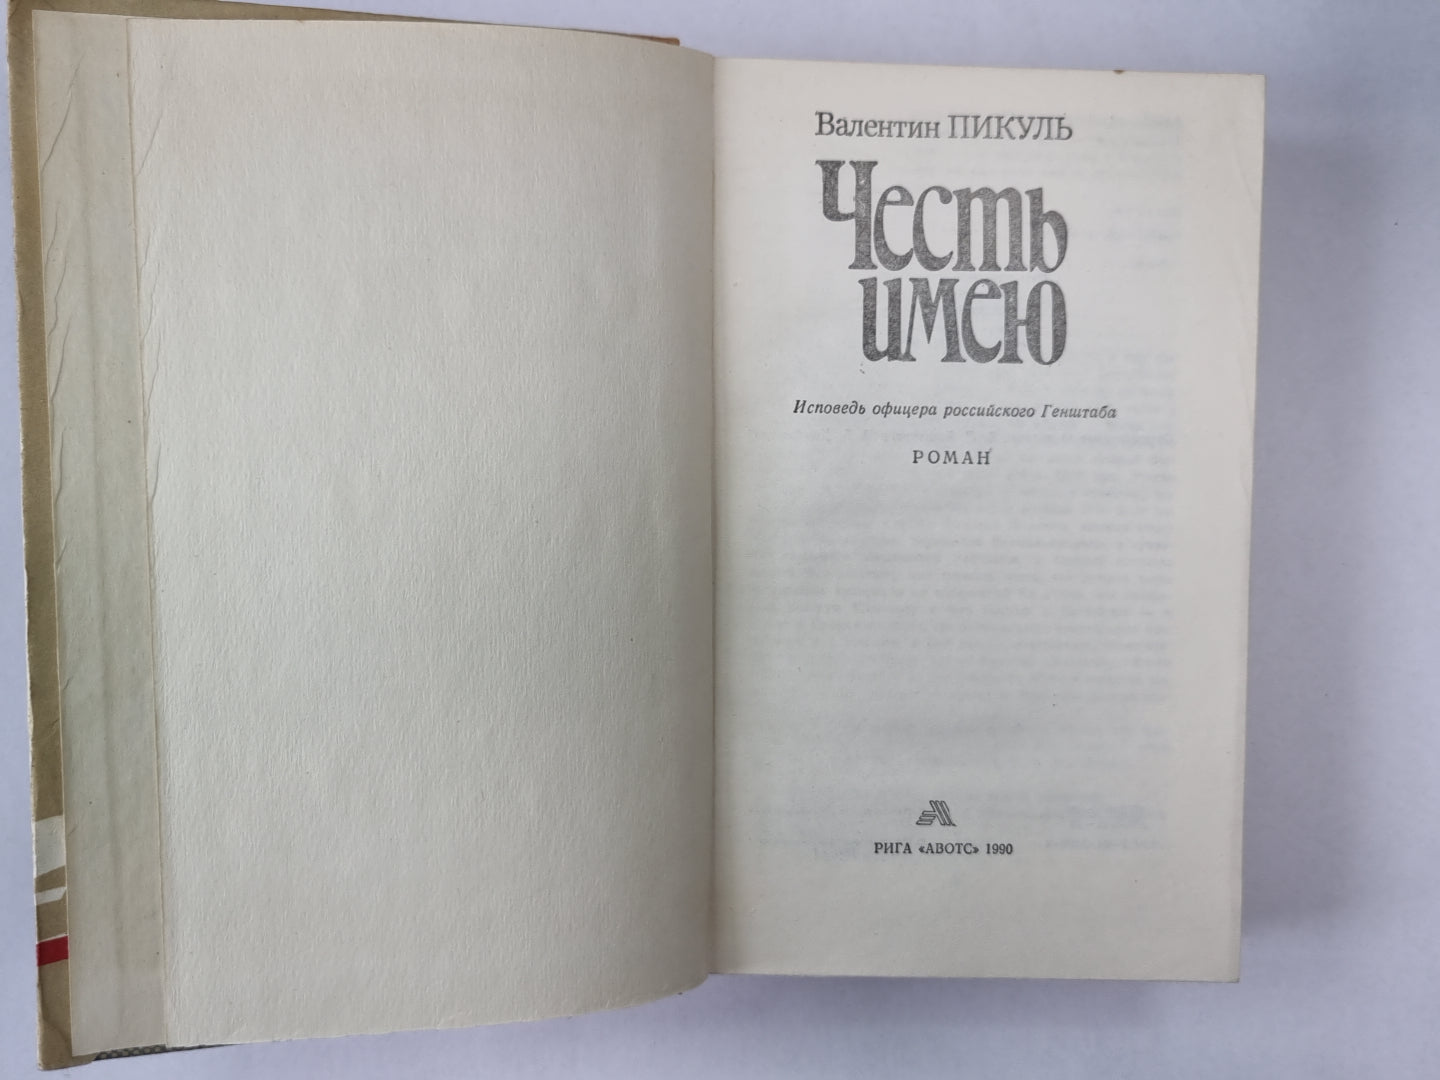 Валентин ПИКУЛЬ
Честь
имею
Исповедь офицера российского Генштаба
РОМАН
РИГА «АВОТС» 1990